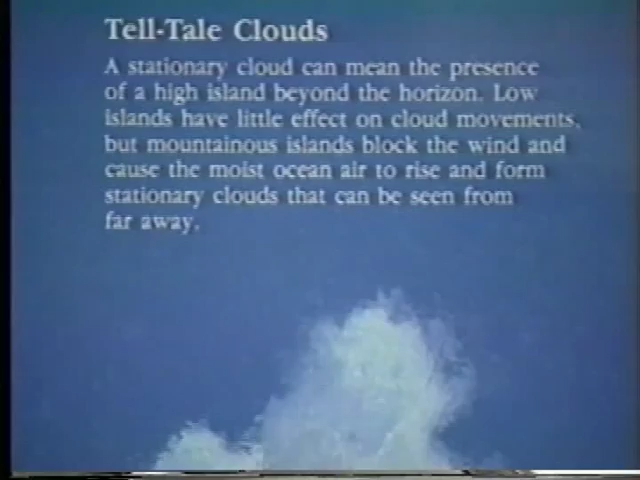 Tell-Tale Clouds
A stationary cloud can mean the presence
of a high island beyond the horizon. Low
islands have little effect on cloud movements,
but mountainous islands block the wind and
cause the moist ocean air to rise and form
stationary clouds that can be seen from
far away.